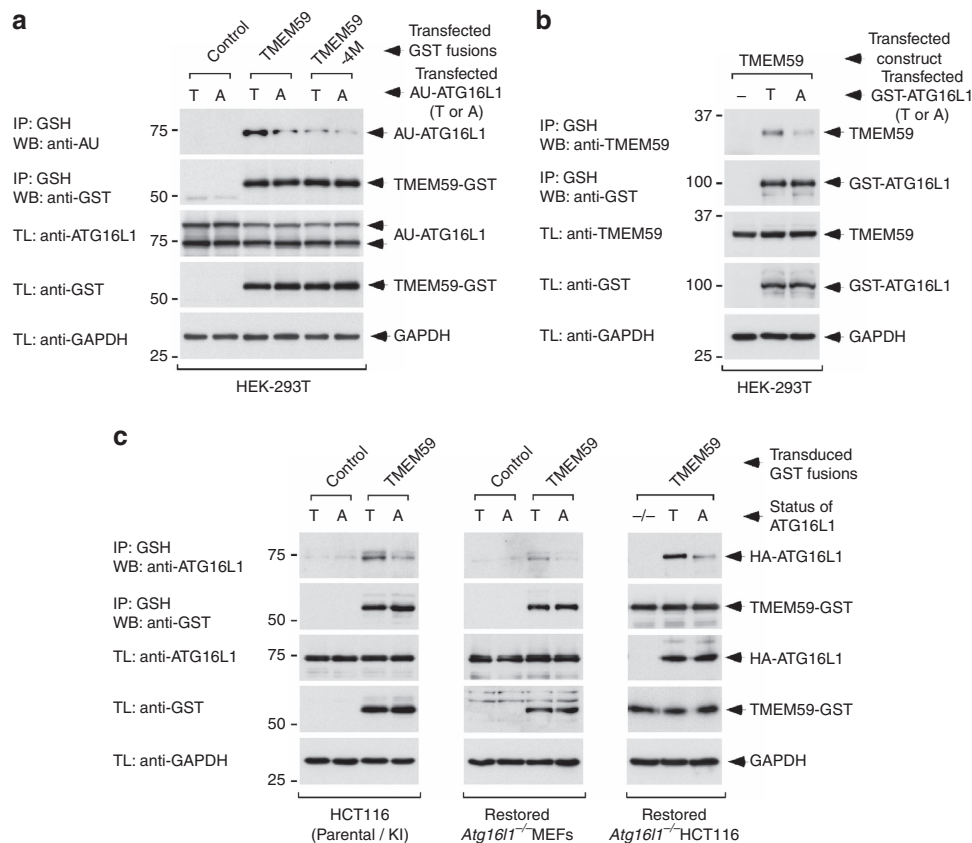 a
Control
TMEM59
TMEM59
-4M
Transfected
GST fusions
Transfected
AU-ATG16L1
(T or A)
T A T A T A
IP: GSH
WB: anti-AU
75
AU-ATG16L1
IP: GSH
WB: anti-GST
50
TMEM59-GST
TL: anti-ATG16L1
75
AU-ATG16L1
TL: anti-GST
50
TMEM59-GST
TL: anti-GAPDH
25
GAPDH
HEK-293T
b
TMEM59
Transfected
construct
Transfected
GST-ATG16L1
(T or A)
– T A
37
IP: GSH
WB: anti-TMEM59
TMEM59
IP: GSH
WB: anti-GST
100
GST-ATG16L1
37
TL: anti-TMEM59
TMEM59
TL: anti-GST
100
GST-ATG16L1
TL: anti-GAPDH
25
GAPDH
HEK-293T
c
Control
TMEM59
Control
TMEM59
TMEM59
Transduced
GST fusions
Status of
ATG16L1
T A T A
T A T A
–/– T A
IP: GSH
WB: anti-ATG16L1
75
HA-ATG16L1
IP: GSH
WB: anti-GST
50
TMEM59-GST
TL: anti-ATG16L1
75
HA-ATG16L1
TL: anti-GST
50
TMEM59-GST
TL: anti-GAPDH
25
GAPDH
HCT116
(Parental / KI)
Restored
Atg16l1–/–MEFs
Restored
Atg16l1–/–HCT116